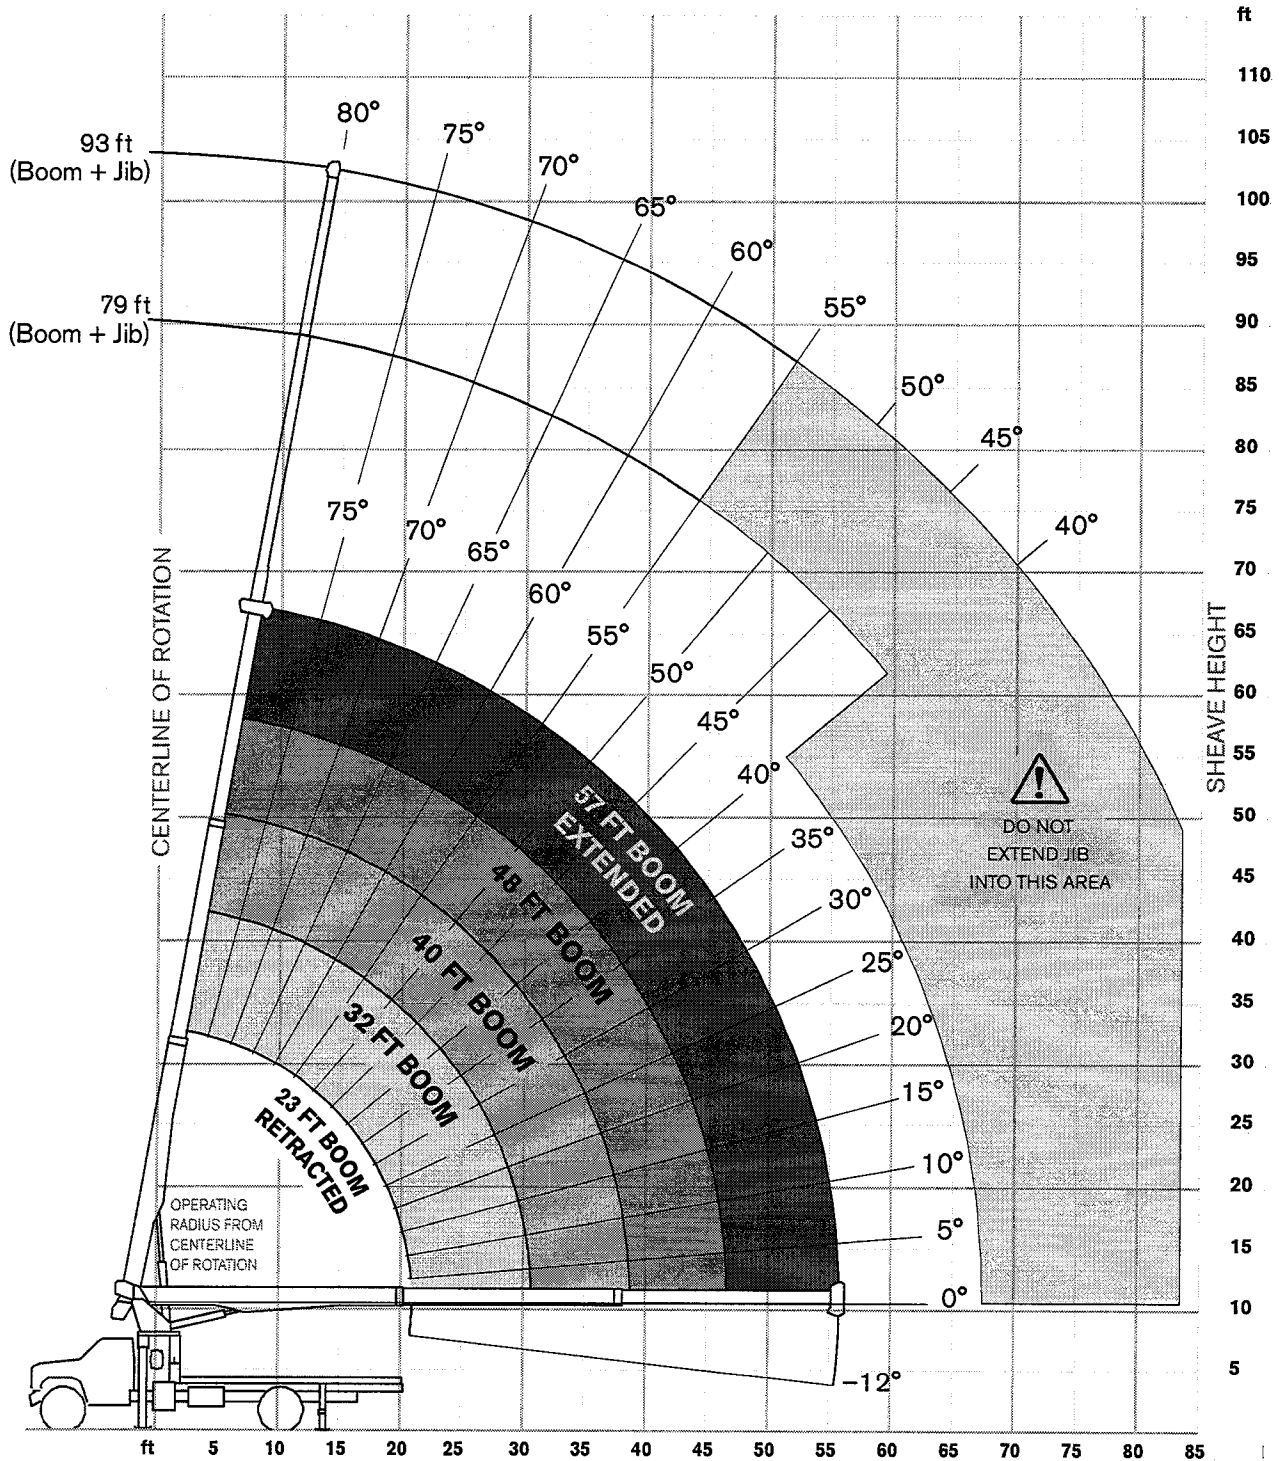 ft
110
80°
75°
105
93 ft
(Boom + Jib)
70°
65°
100
60°
95
79 ft
(Boom + Jib)
55°
90
50°
85
45°
80
75°
70°
40°
75
65°
60°
70
55°
50°
65
45°
60
40°
55
CENTERLINE OF ROTATION
SHEAVE HEIGHT
57 FT BOOM
EXTENDED
DO NOT
EXTEND JIB
INTO THIS AREA
50
35°
48 FT BOOM
45
30°
40 FT BOOM
40
25°
32 FT BOOM
35
20°
30
23 FT BOOM
RETRACTED
15°
25
10°
20
OPERATING
RADIUS FROM
CENTERLINE
OF ROTATION
5°
15
0°
10
5
-12°
ft 5 10 15 20 25 30 35 40 45 50 55 60 65 70 75 80 85